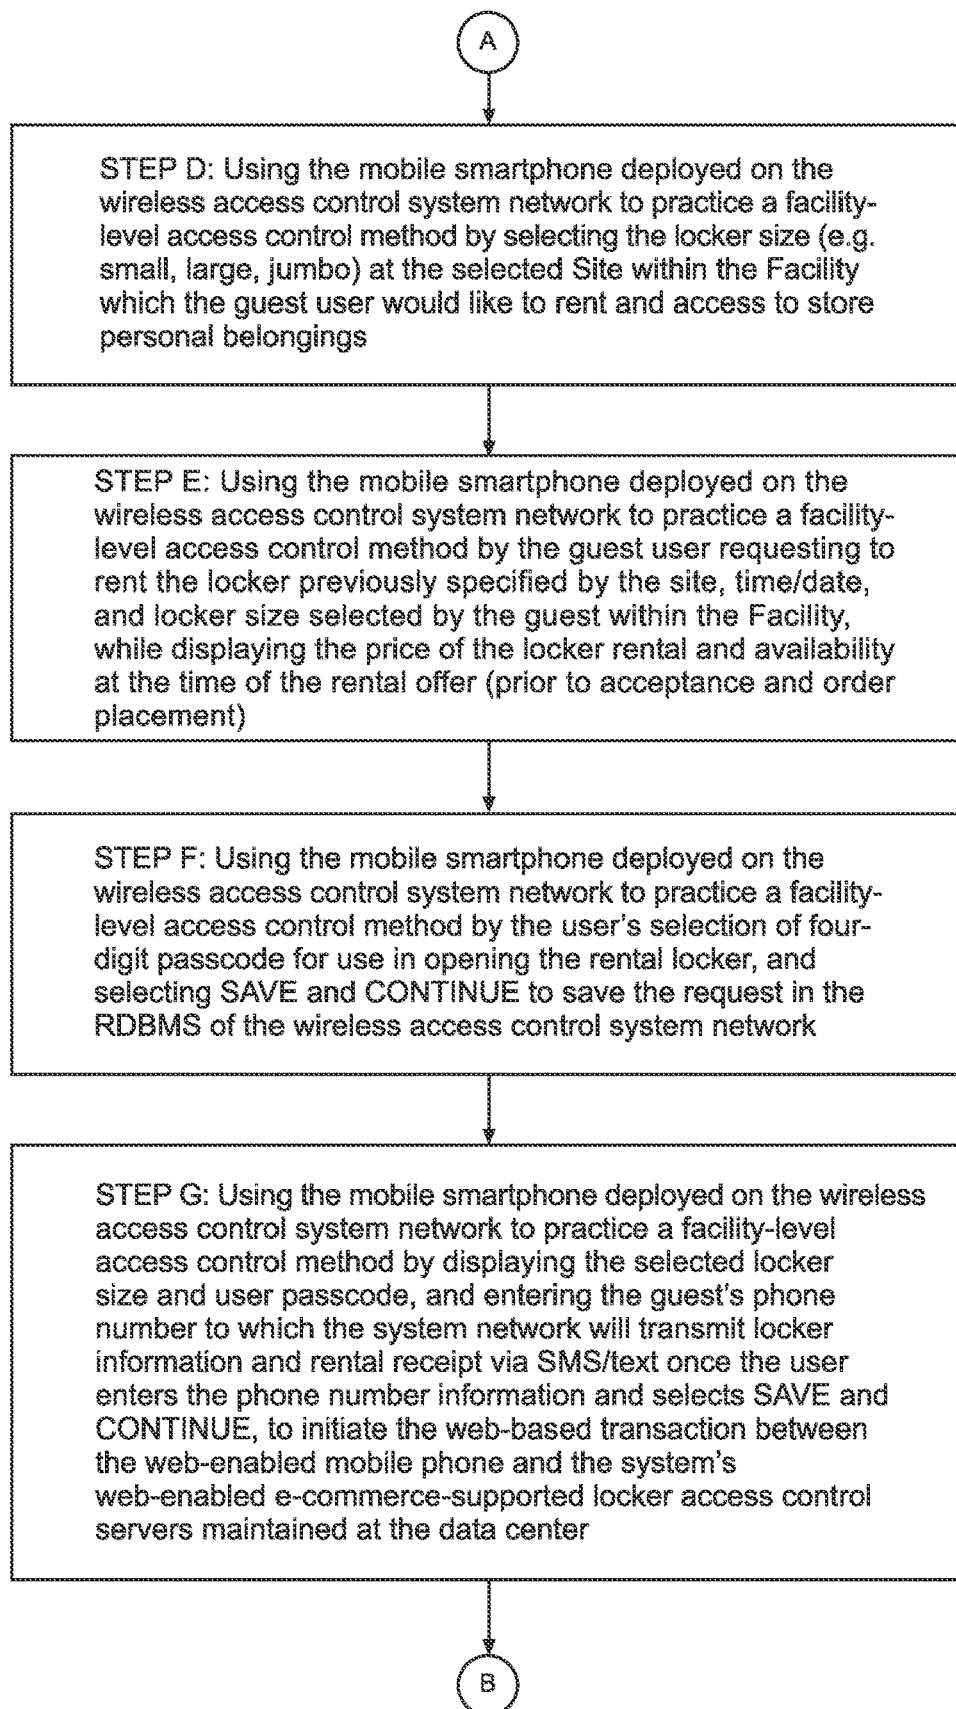 A
STEP D: Using the mobile smartphone deployed on the
wireless access control system network to practice a facility-
level access control method by selecting the locker size (e.g.
small, large, jumbo) at the selected Site within the Facility
which the guest user would like to rent and access to store
personal belongings
STEP E: Using the mobile smartphone deployed on the
wireless access control system network to practice a facility-
level access control method by the guest user requesting to
rent the locker previously specified by the site, time/date,
and locker size selected by the guest within the Facility,
while displaying the price of the locker rental and availability
at the time of the rental offer (prior to acceptance and order
placement)
STEP F: Using the mobile smartphone deployed on the
wireless access control system network to practice a facility-
level access control method by the user's selection of four-
digit passcode for use in opening the rental locker, and
selecting SAVE and CONTINUE to save the request in the
RDBMS of the wireless access control system network
STEP G: Using the mobile smartphone deployed on the wireless
access control system network to practice a facility-level
access control method by displaying the selected locker
size and user passcode, and entering the guest's phone
number to which the system network will transmit locker
information and rental receipt via SMS/text once the user
enters the phone number information and selects SAVE and
CONTINUE, to initiate the web-based transaction between
the web-enabled mobile phone and the system's
web-enabled e-commerce-supported locker access control
servers maintained at the data center
B